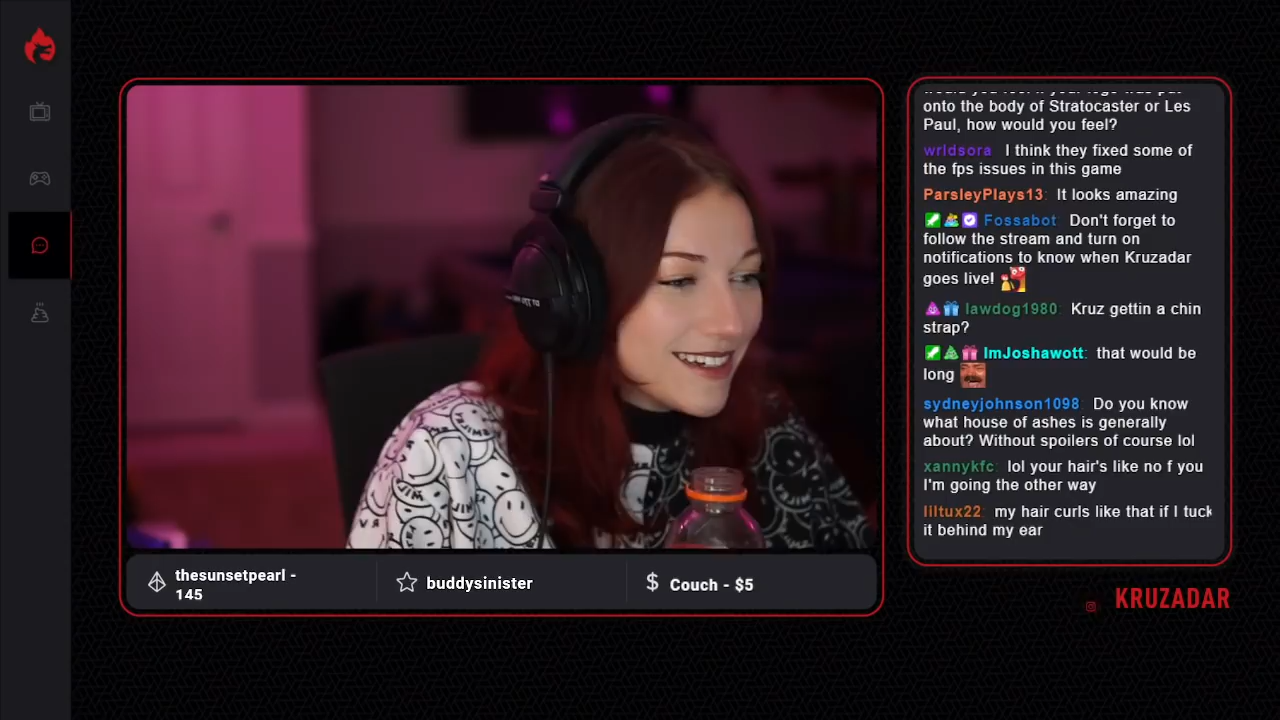 onto the body of Stratocaster or Les
Paul, how would you feel?
wrldsora I think they fixed some of
the fps issues in this game
ParsleyPlays13: It looks amazing
Fossabot: Don't forget to
follow the stream and turn on
notifications to know when Kruzadar
goes live!
lawdog1980: Kruz gettin a chin
strap?
ImJoshawott: that would be
long
sydneyjohnson1098: Do you know
what house of ashes is generally
about? Without spoilers of course lol
xannykfc: lol your hair's like no f you
I'm going the other way
liltux22: my hair curls like that if I tuck
it behind my ear
thesunsetpearl -
145
buddysinister
Couch - $5
KRUZADAR